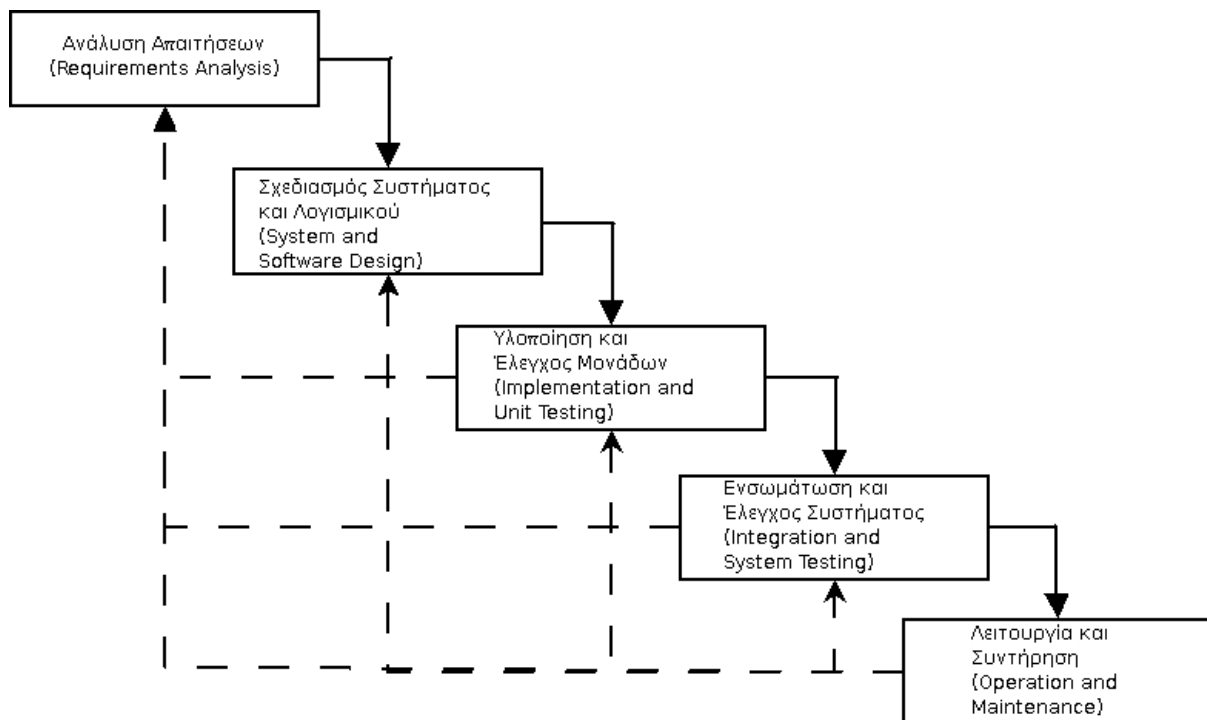 Ανάλυση Απαιτήσεων
(Requirements Analysis)
Σχεδιασμός Συστήματος
και Λογισμικού
(System and
Software Design)
Υλοποίηση και
Έλεγχος Μονάδων
(Implementation and
Unit Testing)
Ενσωμάτωση και
Έλεγχος Συστήματος
(Integration and
System Testing)
Λειτουργία και
Συντήρηση
(Operation and
Maintenance)